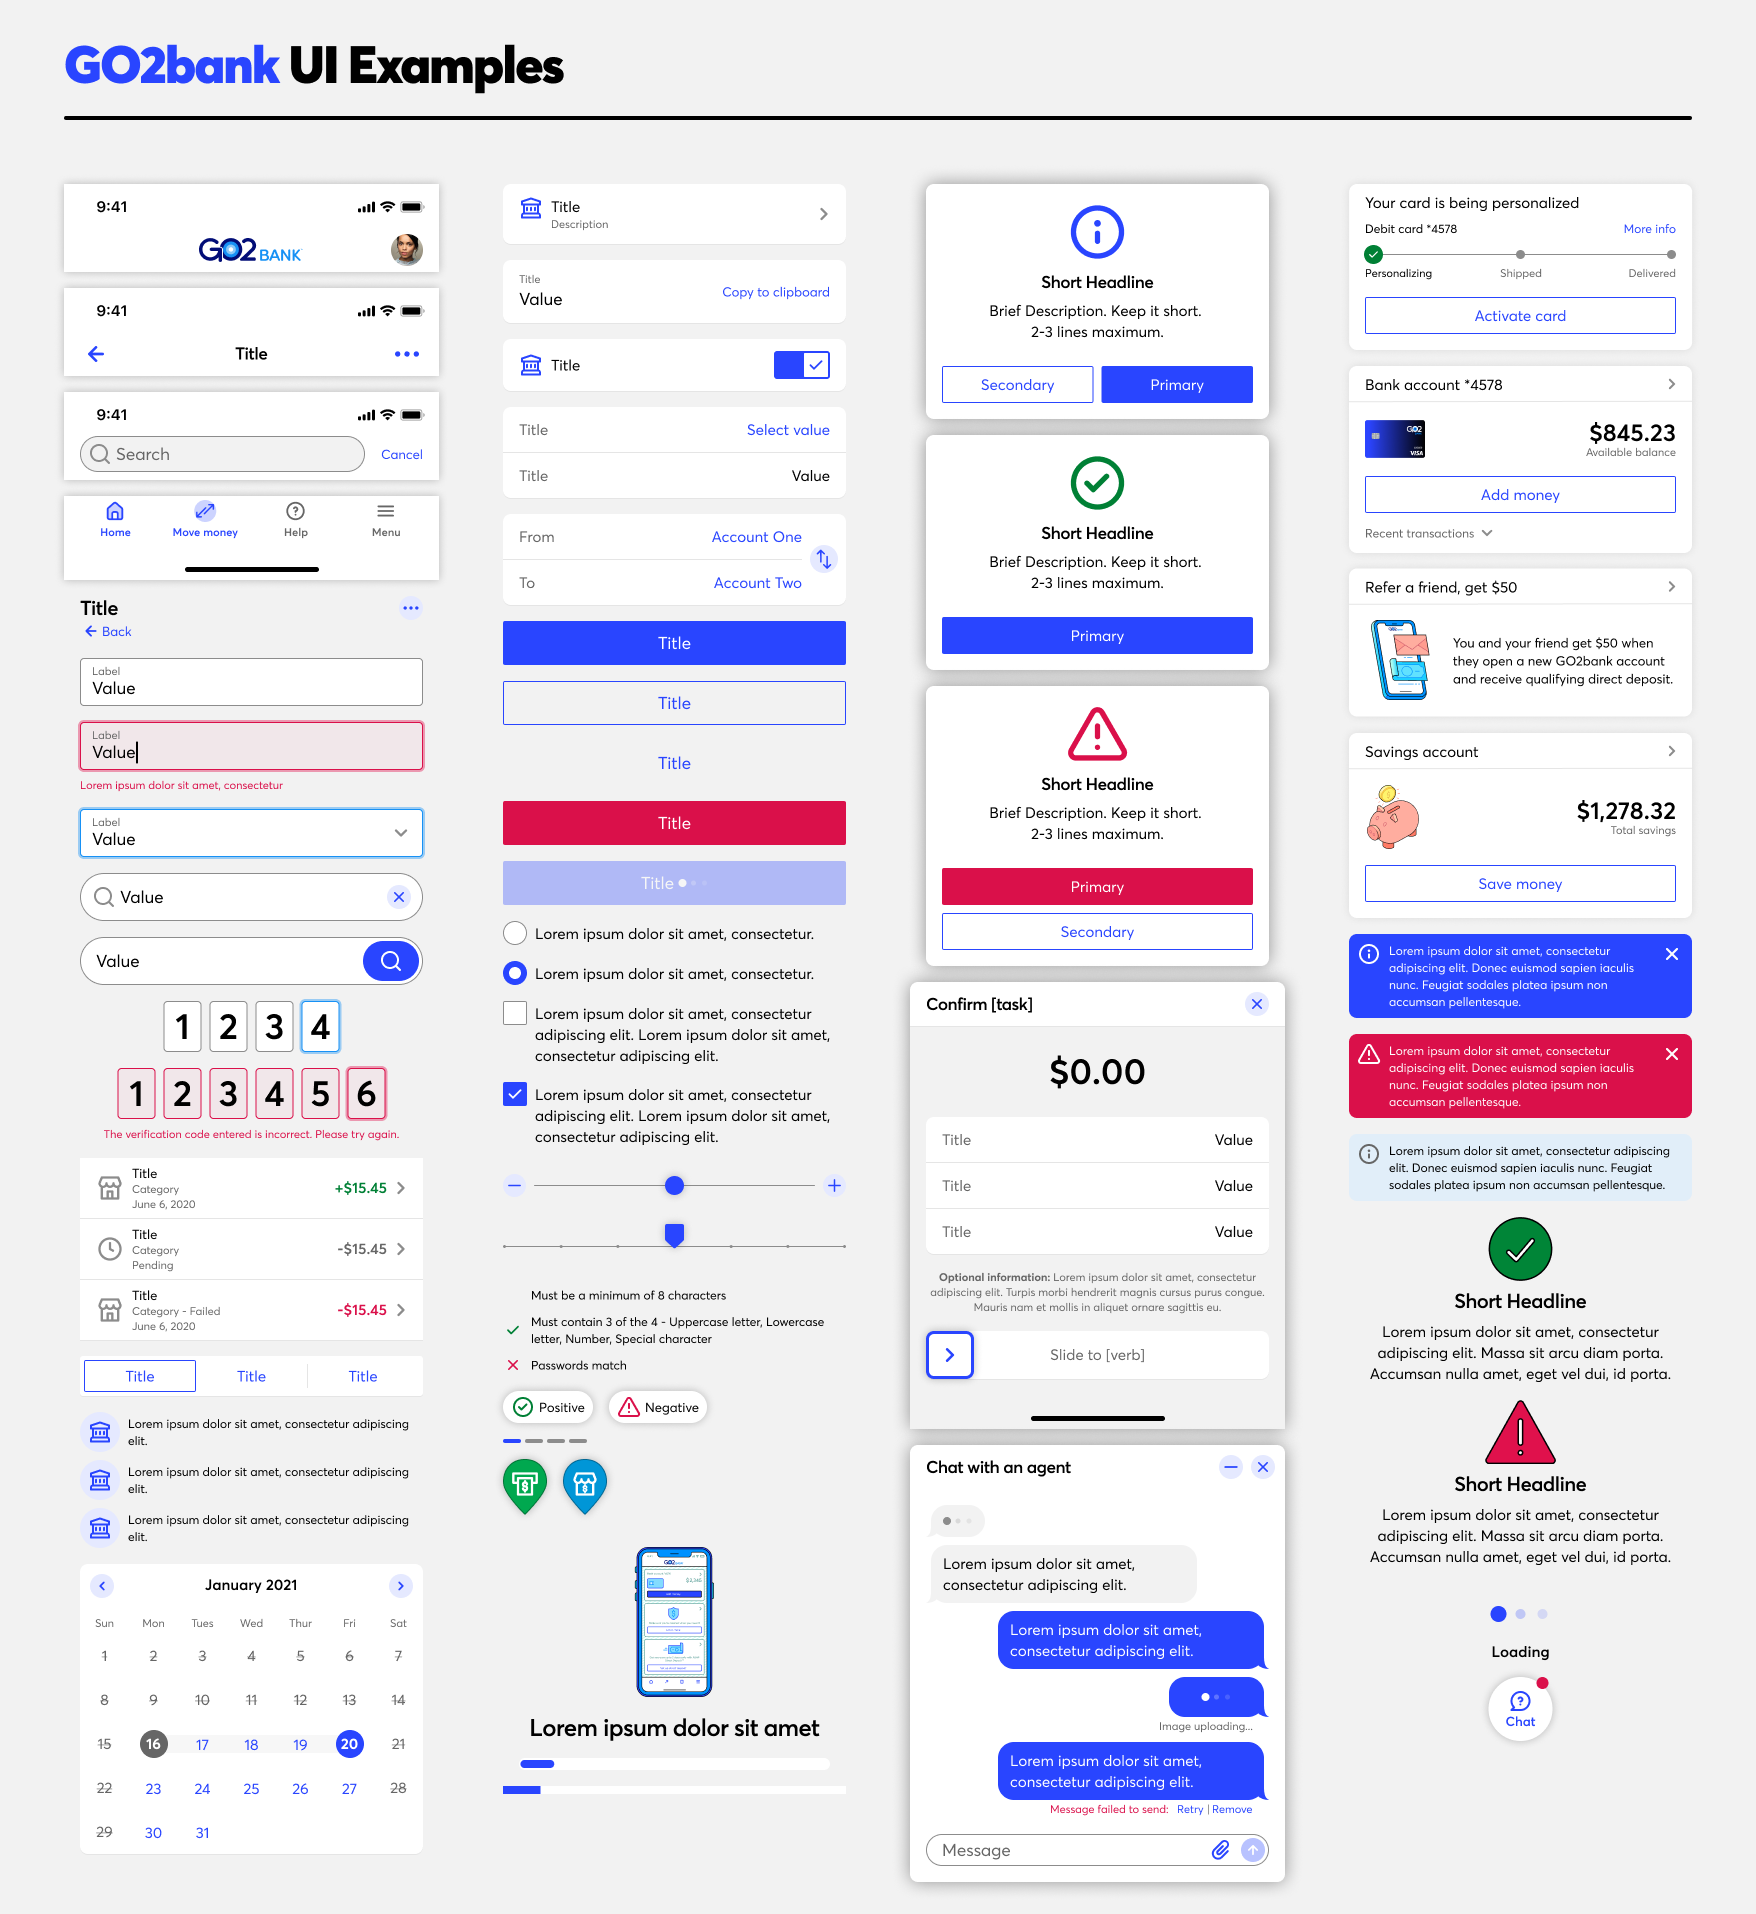 GO2bank UI Examples
9:41
GO2 BANK
9:41
Title
9:41
Search
Cancel
Home
Move money
Help
Menu
Title
Back
Label
Value
Label
Value
Lorem ipsum dolor sit amet, consectetur
Label
Value
Value
Value
1 2 3 4
1 2 3 4 5 6
The verification code entered is incorrect. Please try again.
Title
Category
June 6, 2020
+$15.45
Title
Category
Pending
-$15.45
Title
Category - Failed
June 6, 2020
-$15.45
Title Title Title
Lorem ipsum dolor sit amet, consectetur adipiscing
elit.
Lorem ipsum dolor sit amet, consectetur adipiscing
elit.
Lorem ipsum dolor sit amet, consectetur adipiscing
elit.
January 2021
Sun Mon Tues Wed Thur Fri Sat
1 2 3 4 5 6 7
8 9 10 11 12 13 14
15 16 17 18 19 20 21
22 23 24 25 26 27 28
29 30 31
Title
Description
Title
Value
Copy to clipboard
Title
Title
Select value
Title
Value
From
Account One
To
Account Two
Title
Title
Title
Title
Title
Lorem ipsum dolor sit amet, consectetur.
Lorem ipsum dolor sit amet, consectetur.
Lorem ipsum dolor sit amet, consectetur
adipiscing elit. Lorem ipsum dolor sit amet,
consectetur adipiscing elit.
Lorem ipsum dolor sit amet, consectetur
adipiscing elit. Lorem ipsum dolor sit amet,
consectetur adipiscing elit.
Must be a minimum of 8 characters
Must contain 3 of the 4 - Uppercase letter, Lowercase
letter, Number, Special character
Passwords match
Positive
Negative
Lorem ipsum dolor sit amet
Short Headline
Brief Description. Keep it short.
2-3 lines maximum.
Secondary
Primary
Short Headline
Brief Description. Keep it short.
2-3 lines maximum.
Primary
Short Headline
Brief Description. Keep it short.
2-3 lines maximum.
Primary
Secondary
Confirm [task]
$0.00
Title
Value
Title
Value
Title
Value
Optional information: Lorem ipsum dolor sit amet, consectetur
adipiscing elit. Turpis morbi hendrerit magnis cursus purus congue.
Mauris nam et mollis in aliquet ornare sagittis eu.
Slide to [verb]
Chat with an agent
Lorem ipsum dolor sit amet,
consectetur adipiscing elit.
Lorem ipsum dolor sit amet,
consectetur adipiscing elit.
Image uploading...
Lorem ipsum dolor sit amet,
consectetur adipiscing elit.
Message failed to send: Retry | Remove
Message
Your card is being personalized
Debit card *4578
More info
Personalizing
Shipped
Delivered
Activate card
Bank account *4578
GO2
VISA
$845.23
Available balance
Add money
Recent transactions
Refer a friend, get $50
You and your friend get $50 when
they open a new GO2bank account
and receive qualifying direct deposit.
Savings account
$1,278.32
Total savings
Save money
Lorem ipsum dolor sit amet, consectetur
adipiscing elit. Donec euismod sapien iaculis
nunc. Feugiat sodales platea ipsum non
accumsan pellentesque.
Lorem ipsum dolor sit amet, consectetur
adipiscing elit. Donec euismod sapien iaculis
nunc. Feugiat sodales platea ipsum non
accumsan pellentesque.
Lorem ipsum dolor sit amet, consectetur adipiscing
elit. Donec euismod sapien iaculis nunc. Feugiat
sodales platea ipsum non accumsan pellentesque.
Short Headline
Lorem ipsum dolor sit amet, consectetur
adipiscing elit. Massa sit arcu diam porta.
Accumsan nulla amet, eget vel dui, id porta.
Short Headline
Lorem ipsum dolor sit amet, consectetur
adipiscing elit. Massa sit arcu diam porta.
Accumsan nulla amet, eget vel dui, id porta.
Loading
Chat